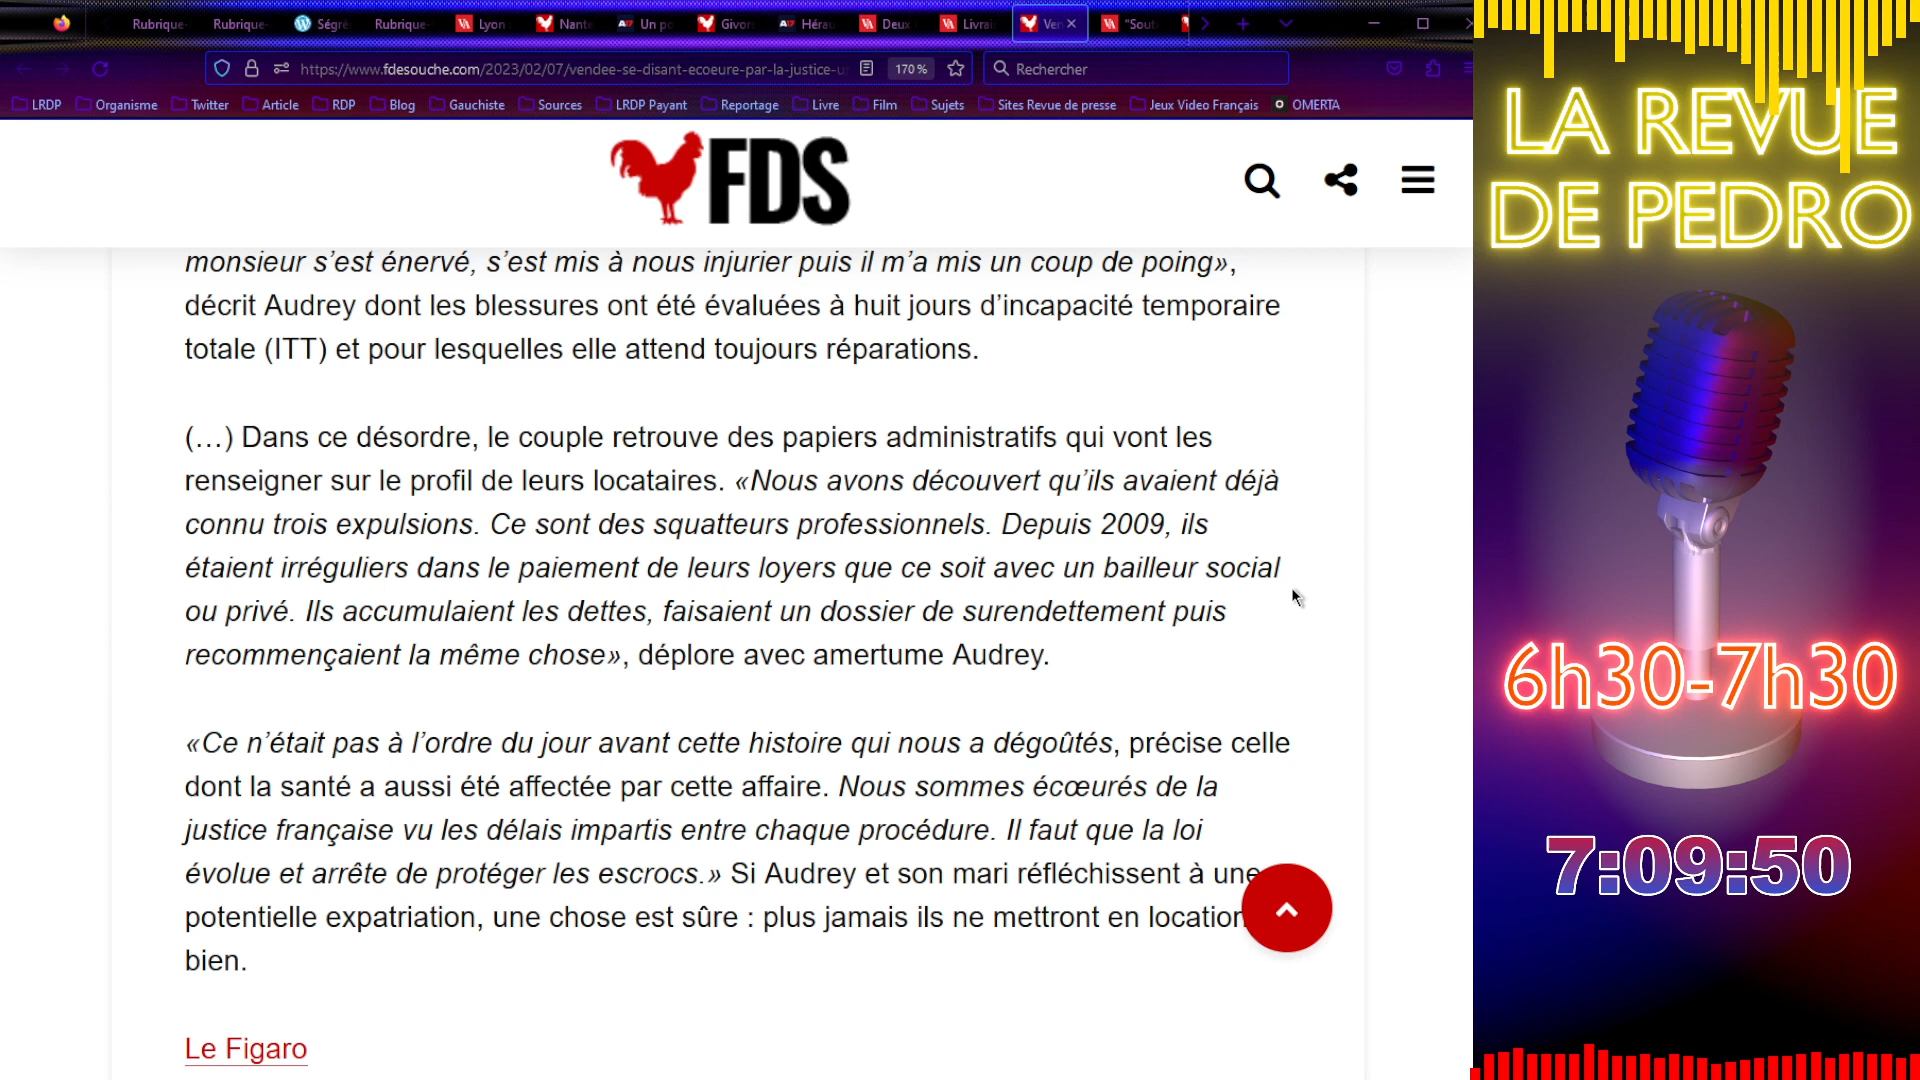 Rubrique
Rubrique
Ségré
Rubrique
Lyon
Nante
Un po
Givor
Hérau
Deux
Livrai
Ven
"Sout
https://www.fdesouche.com/2023/02/07/vendee-se-disant-ecoeure-par-la-justice-u
170 %
Rechercher
LRDP
Organisme
Twitter
Article
RDP
Blog
Gauchiste
Sources
LRDP Payant
Reportage
Livre
Film
Sujets
Sites Revue de presse
Jeux Video Français
OMERTA
FDS
monsieur s'est énervé, s'est mis à nous injurier puis il m'a mis un coup de poing»,
décrit Audrey dont les blessures ont été évaluées à huit jours d'incapacité temporaire
totale (ITT) et pour lesquelles elle attend toujours réparations.
(…) Dans ce désordre, le couple retrouve des papiers administratifs qui vont les
renseigner sur le profil de leurs locataires. «Nous avons découvert qu'ils avaient déjà
connu trois expulsions. Ce sont des squatteurs professionnels. Depuis 2009, ils
étaient irréguliers dans le paiement de leurs loyers que ce soit avec un bailleur social
ou privé. Ils accumulaient les dettes, faisaient un dossier de surendettement puis
recommençaient la même chose», déplore avec amertume Audrey.
«Ce n'était pas à l'ordre du jour avant cette histoire qui nous a dégoûtés, précise celle
dont la santé a aussi été affectée par cette affaire. Nous sommes écœurés de la
justice française vu les délais impartis entre chaque procédure. Il faut que la loi
évolue et arrête de protéger les escrocs.» Si Audrey et son mari réfléchissent à une
potentielle expatriation, une chose est sûre : plus jamais ils ne mettront en location
bien.
Le Figaro
LA REVUE
DE PEDRO
6h30-7h30
7:09:50